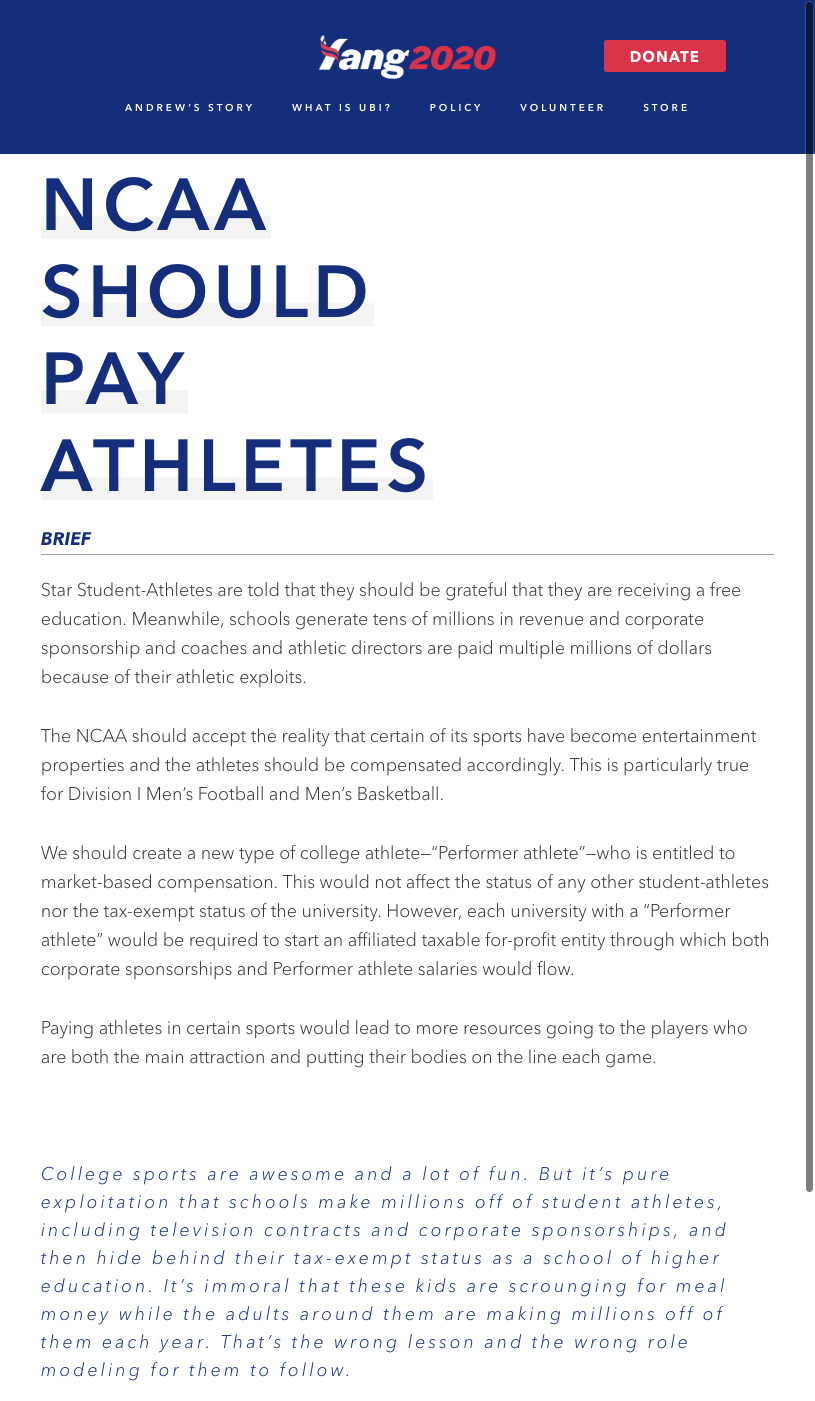 Yang2020
DONATE
ANDREW'S STORY WHAT IS UBI? POLICY VOLUNTEER STORE
NCAA
SHOULD
PAY
ATHLETES
BRIEF
Star Student-Athletes are told that they should be grateful that they are receiving a free
education. Meanwhile, schools generate tens of millions in revenue and corporate
sponsorship and coaches and athletic directors are paid multiple millions of dollars
because of their athletic exploits.
The NCAA should accept the reality that certain of its sports have become entertainment
properties and the athletes should be compensated accordingly. This is particularly true
for Division I Men’s Football and Men’s Basketball.
We should create a new type of college athlete—“Performer athlete”—who is entitled to
market-based compensation. This would not affect the status of any other student-athletes
nor the tax-exempt status of the university. However, each university with a “Performer
athlete” would be required to start an affiliated taxable for-profit entity through which both
corporate sponsorships and Performer athlete salaries would flow.
Paying athletes in certain sports would lead to more resources going to the players who
are both the main attraction and putting their bodies on the line each game.
College sports are awesome and a lot of fun. But it’s pure
exploitation that schools make millions off of student athletes,
including television contracts and corporate sponsorships, and
then hide behind their tax-exempt status as a school of higher
education. It’s immoral that these kids are scrounging for meal
money while the adults around them are making millions off of
them each year. That’s the wrong lesson and the wrong role
modeling for them to follow.